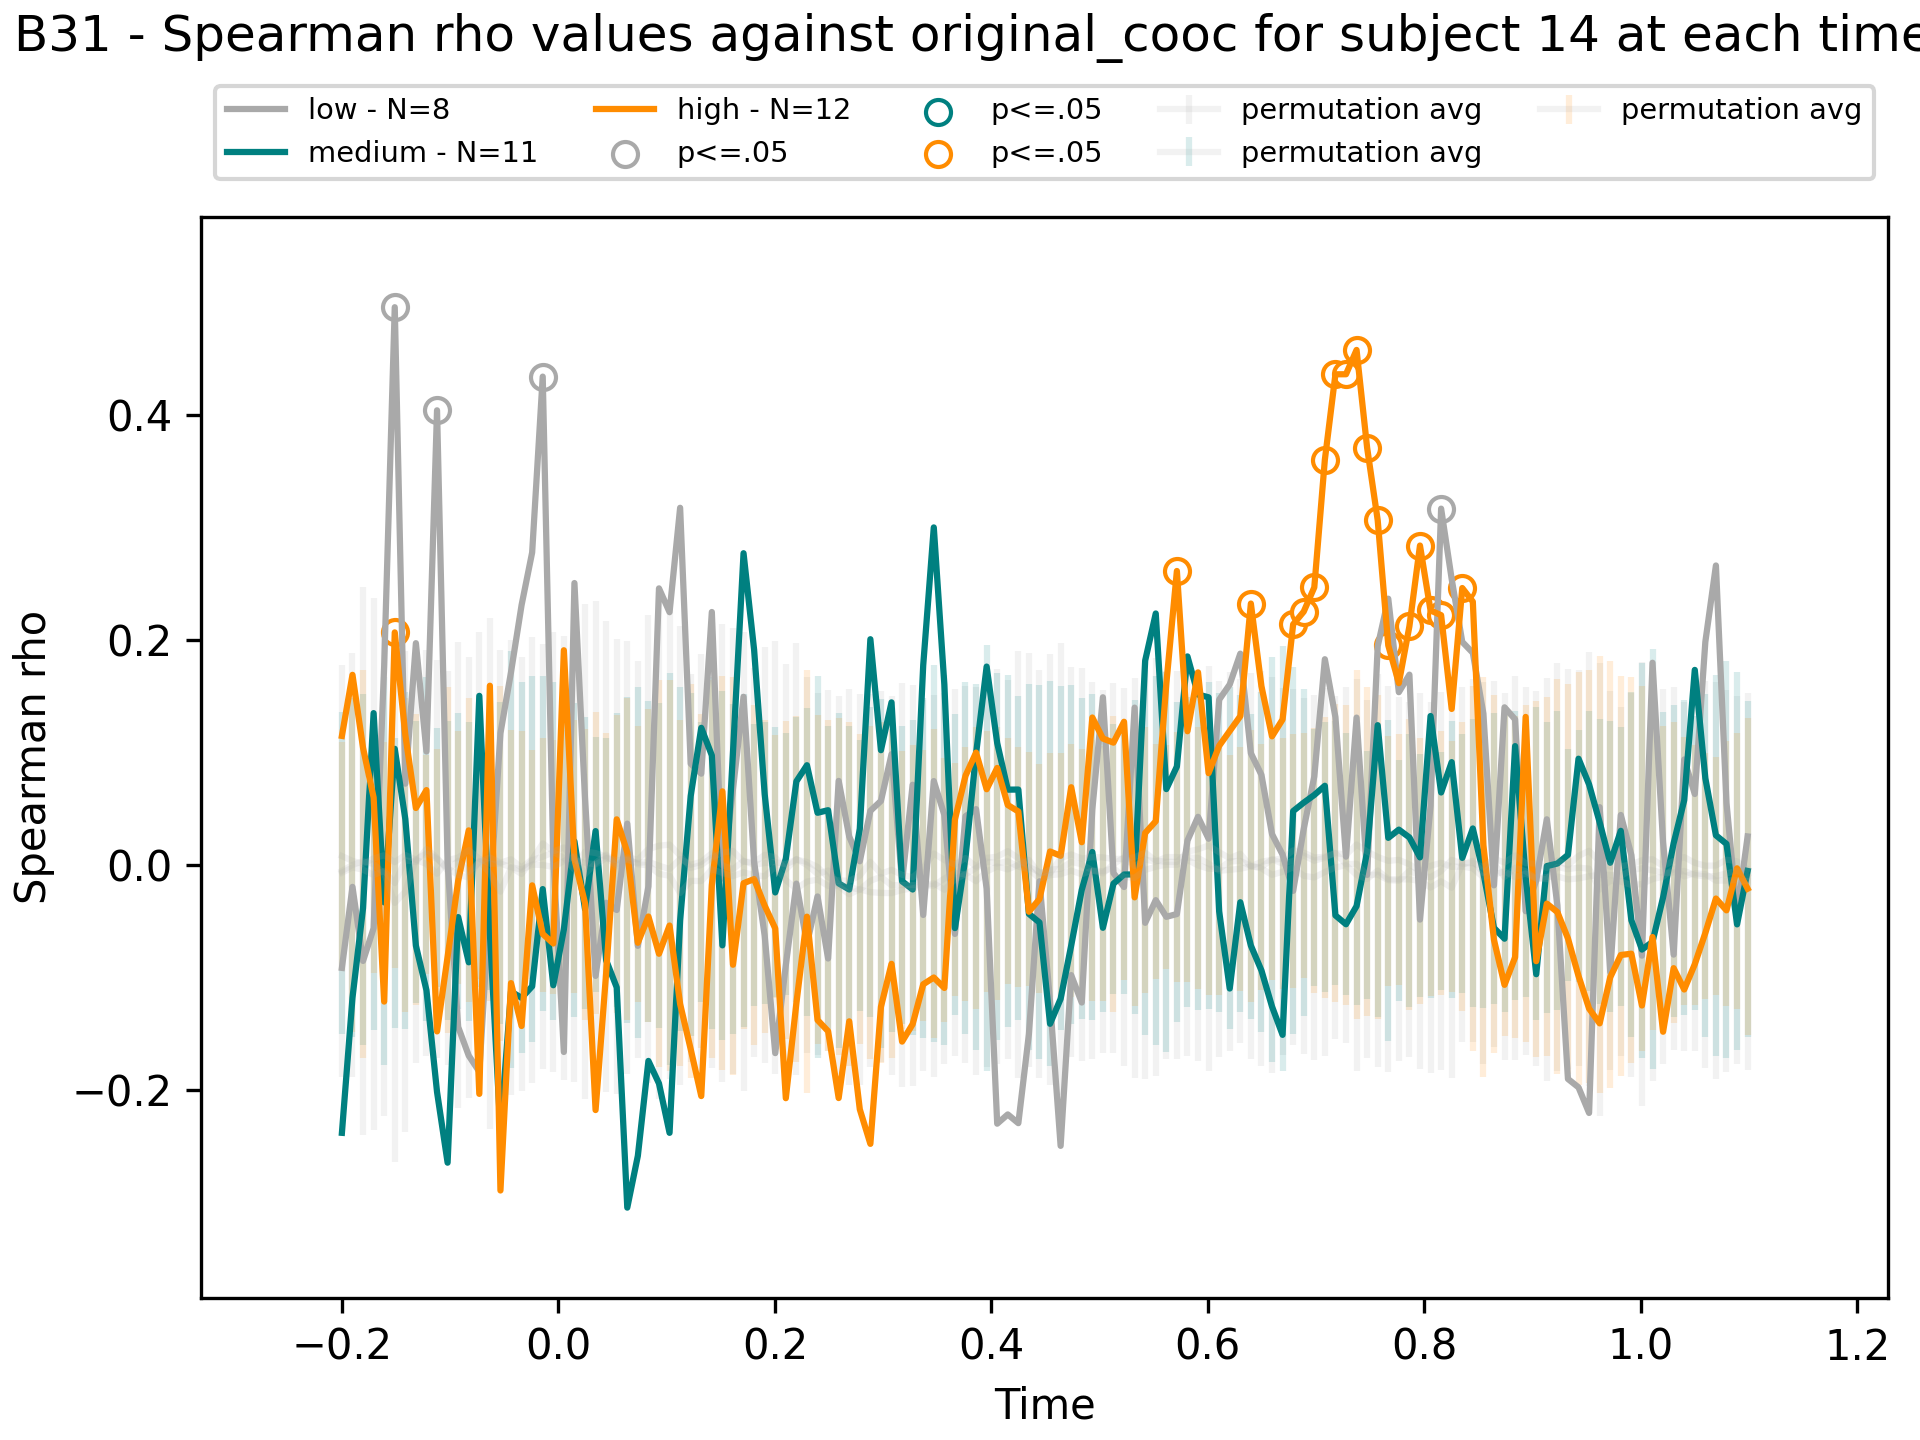 B31 - Spearman rho values against original_cooc for subject 14 at each time
low - N=8
medium - N=11
high - N=12
p<=.05
p<=.05
p<=.05
permutation avg
permutation avg
permutation avg
Spearman rho
0.4
0.2
0.0
−0.2
−0.2
0.0
0.2
0.4
0.6
0.8
1.0
1.2
Time